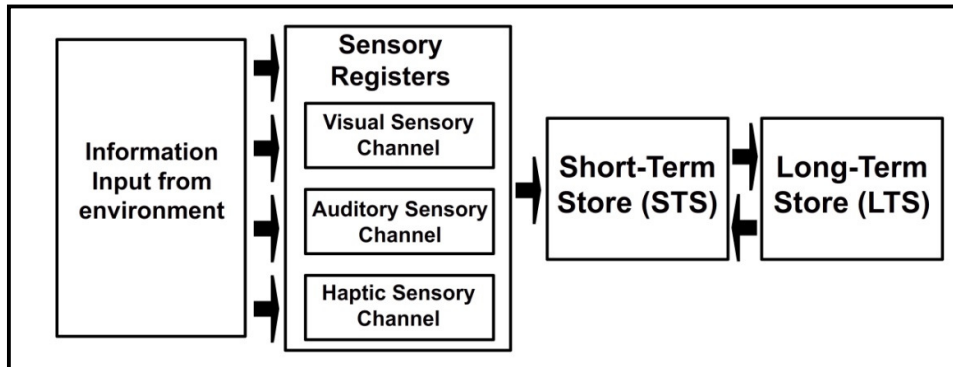 Information
Input from
environment
Sensory
Registers
Visual Sensory
Channel
Auditory Sensory
Channel
Haptic Sensory
Channel
Short-Term
Store (STS)
Long-Term
Store (LTS)